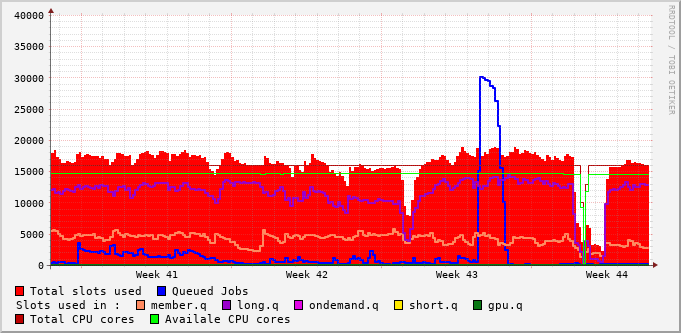 RRDTOOL / TOBI OETIKER
40000
35000
30000
25000
20000
15000
10000
5000
0
Week 41 Week 42 Week 43 Week 44
Total slots used Queued Jobs
Slots used in : member.q long.q ondemand.q short.q gpu.q
Total CPU cores Availale CPU cores